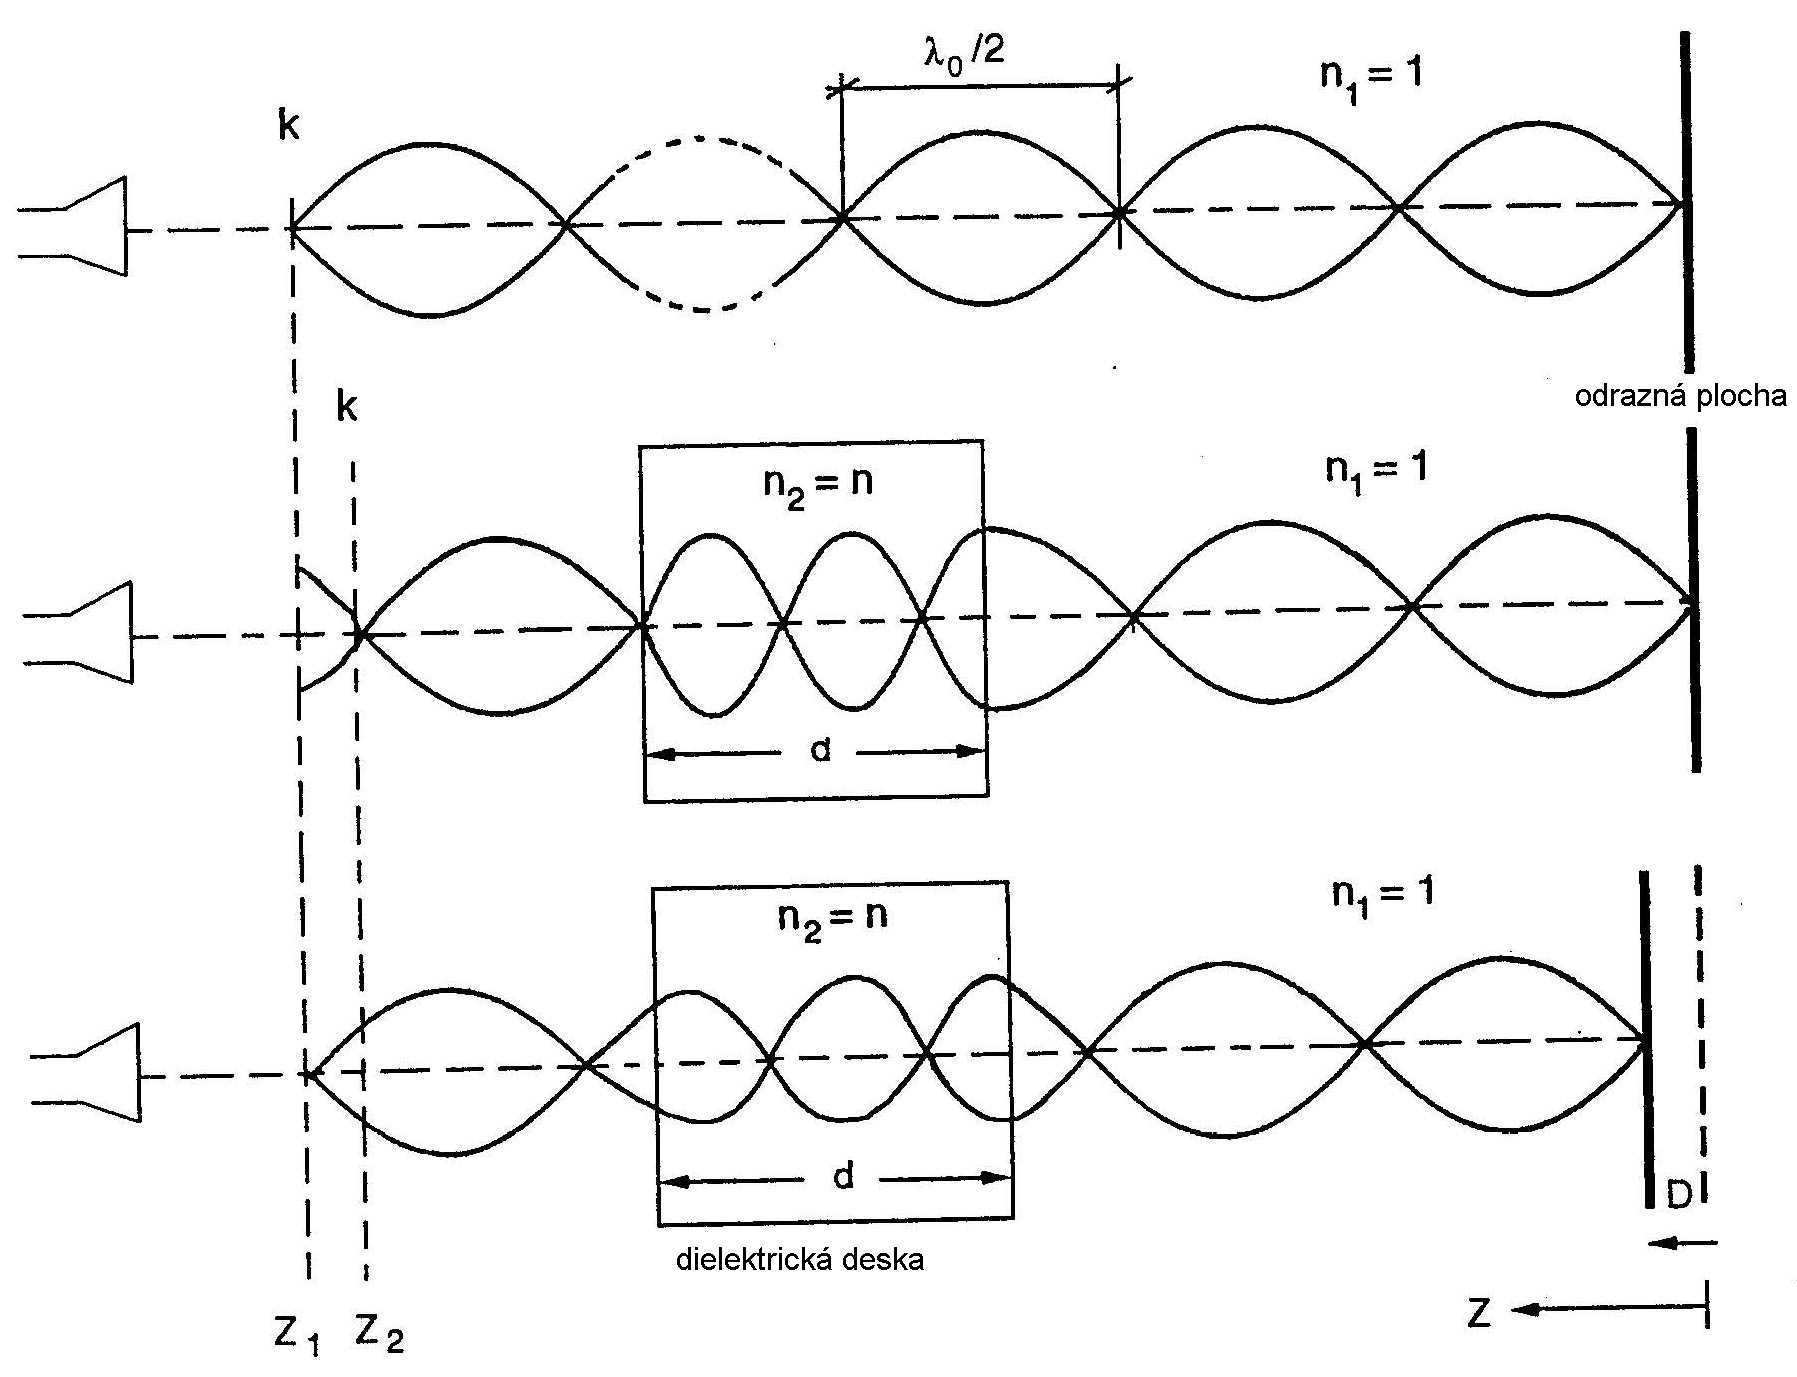 λ₀/2
n₁ = 1
k
odrazná plocha
k
n₂ = n
n₁ = 1
d
n₂ = n
n₁ = 1
d
D
dielektrická deska
Z
Z₁ Z₂